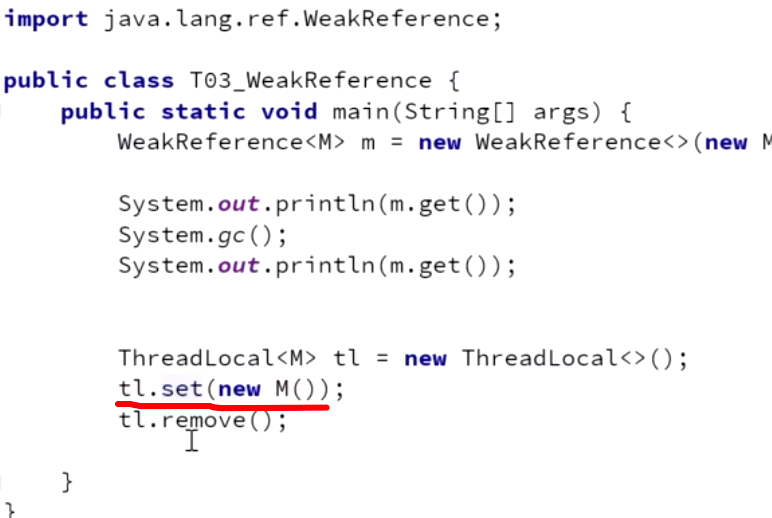 import java.lang.ref.WeakReference;
public class T03_WeakReference {
public static void main(String[] args) {
WeakReference<M> m = new WeakReference<>(new M
System.out.println(m.get());
System.gc();
System.out.println(m.get());
ThreadLocal<M> tl = new ThreadLocal<>();
tl.set(new M());
tl.remove();
}
}